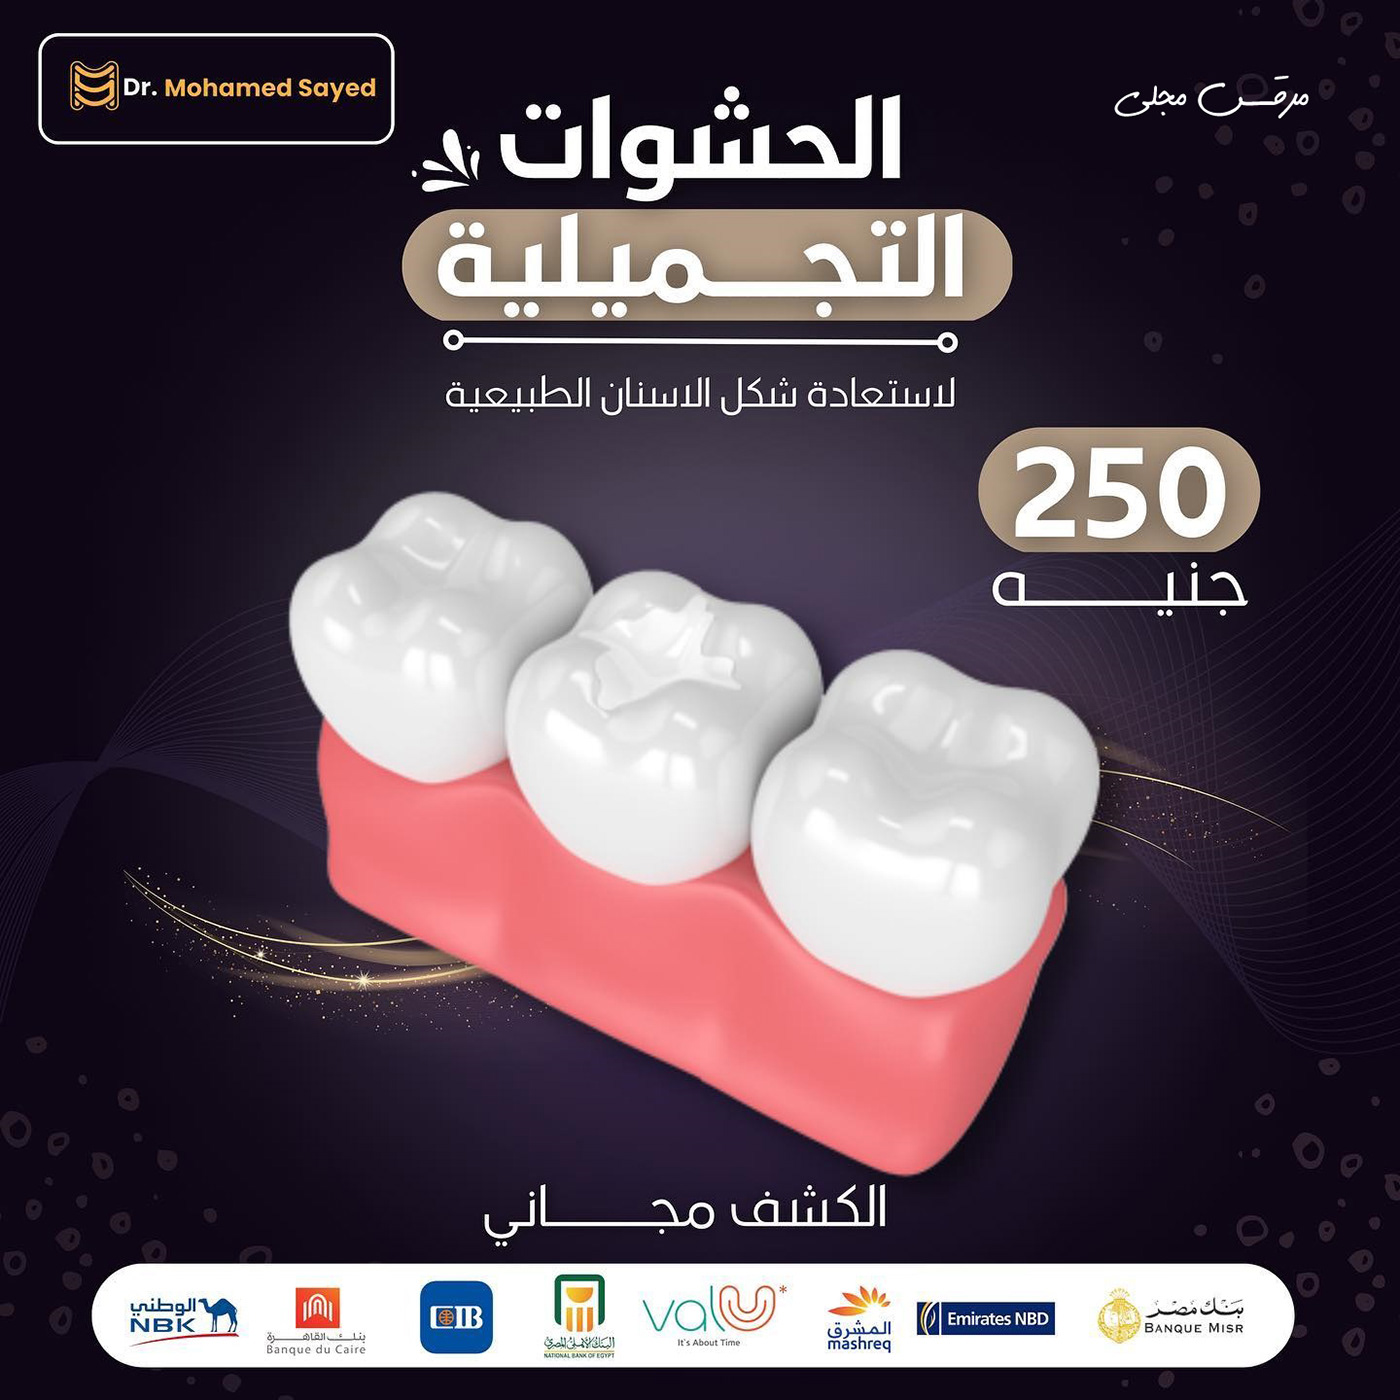 Dr. Mohamed Sayed
مرقس مجلى
الحشوات
التجميلية
لاستعادة شكل الاسنان الطبيعية
250
جنيه
الكشف مجاني
الوطني
NBK
بنك القاهرة
Banque du Caire
CIB
البنك الأهلي المصري
NATIONAL BANK OF EGYPT
valU*
It's About Time
المشرق
mashreq
Emirates NBD
بنك مصر
BANQUE MISR